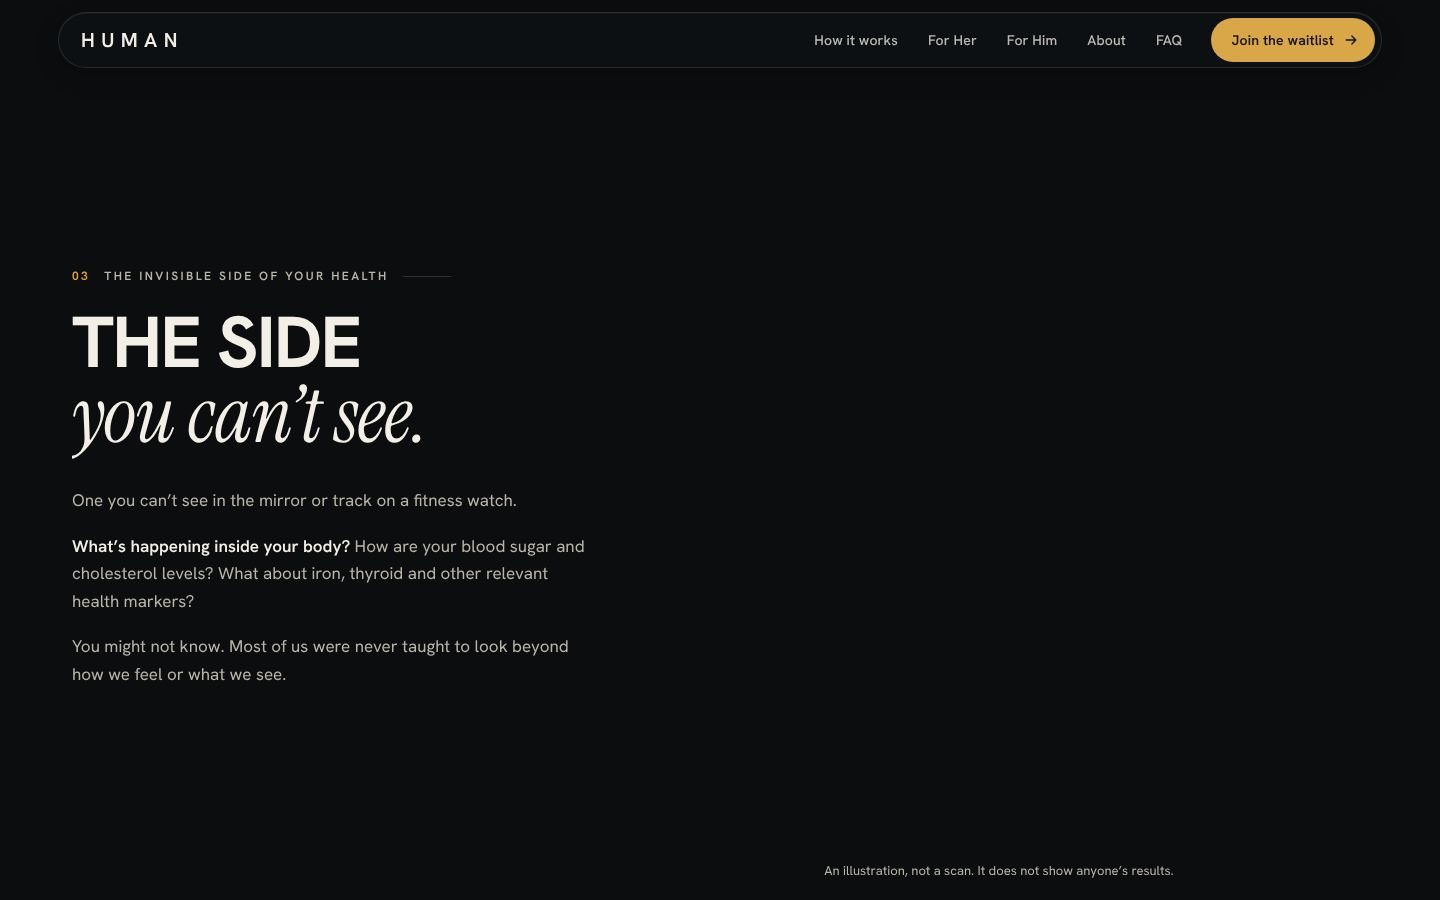 HUMAN
How it works
For Her
For Him
About
FAQ
Join the waitlist →
03 THE INVISIBLE SIDE OF YOUR HEALTH
THE SIDE
you can’t see.
One you can’t see in the mirror or track on a fitness watch.
What’s happening inside your body? How are your blood sugar and
cholesterol levels? What about iron, thyroid and other relevant
health markers?
You might not know. Most of us were never taught to look beyond
how we feel or what we see.
An illustration, not a scan. It does not show anyone’s results.